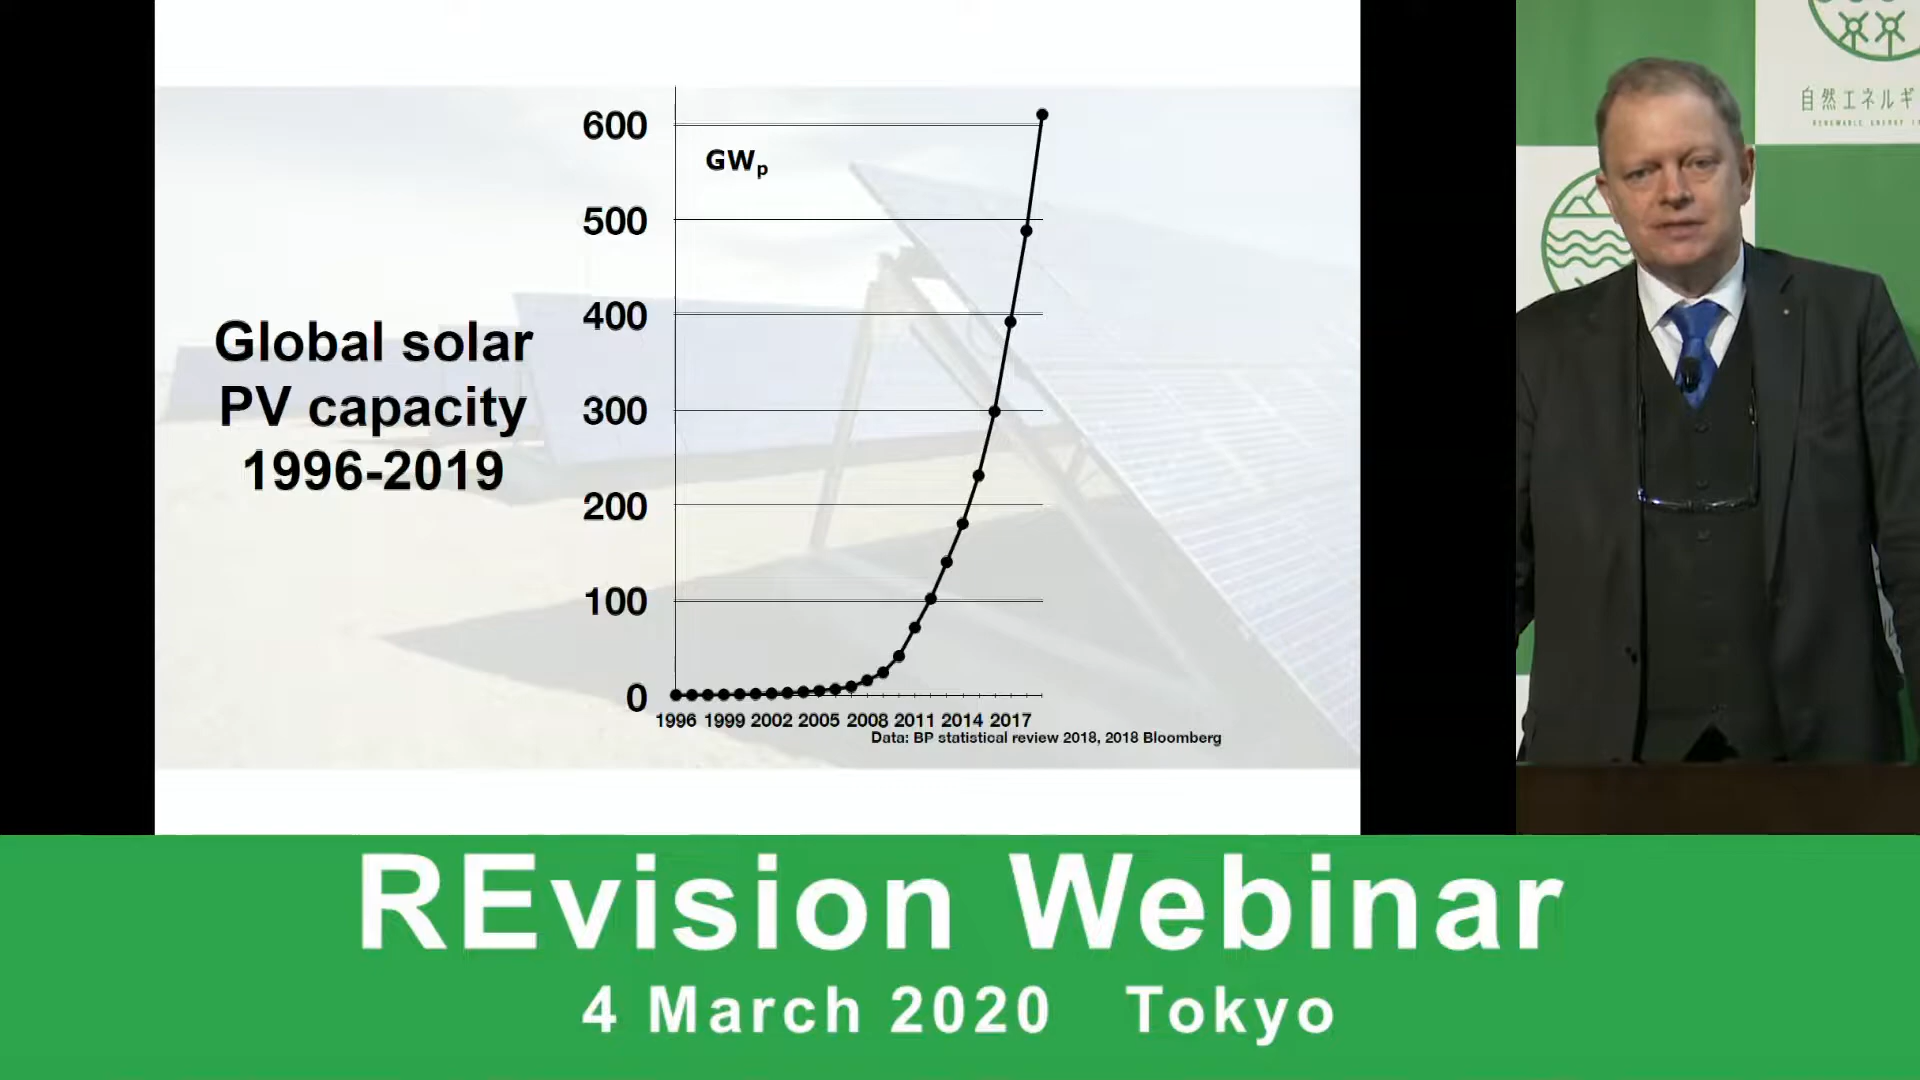 600
GWp
500
400
300
200
100
0
Global solar
PV capacity
1996-2019
1996 1999 2002 2005 2008 2011 2014 2017
Data: BP statistical review 2018, 2018 Bloomberg
自然エネルギ
RENEWABLE ENERGY
REvision Webinar
4 March 2020 Tokyo